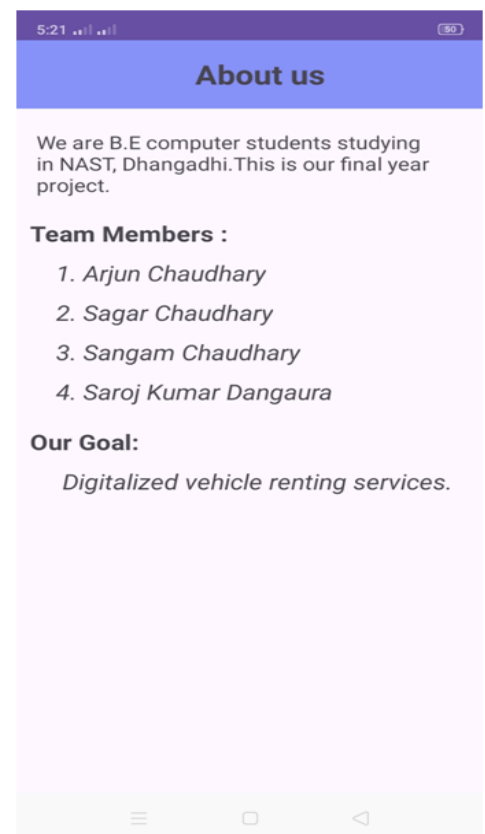 5:21
50
About us
We are B.E computer students studying
in NAST, Dhangadhi.This is our final year
project.
Team Members :
1. Arjun Chaudhary
2. Sagar Chaudhary
3. Sangam Chaudhary
4. Saroj Kumar Dangaura
Our Goal:
Digitalized vehicle renting services.